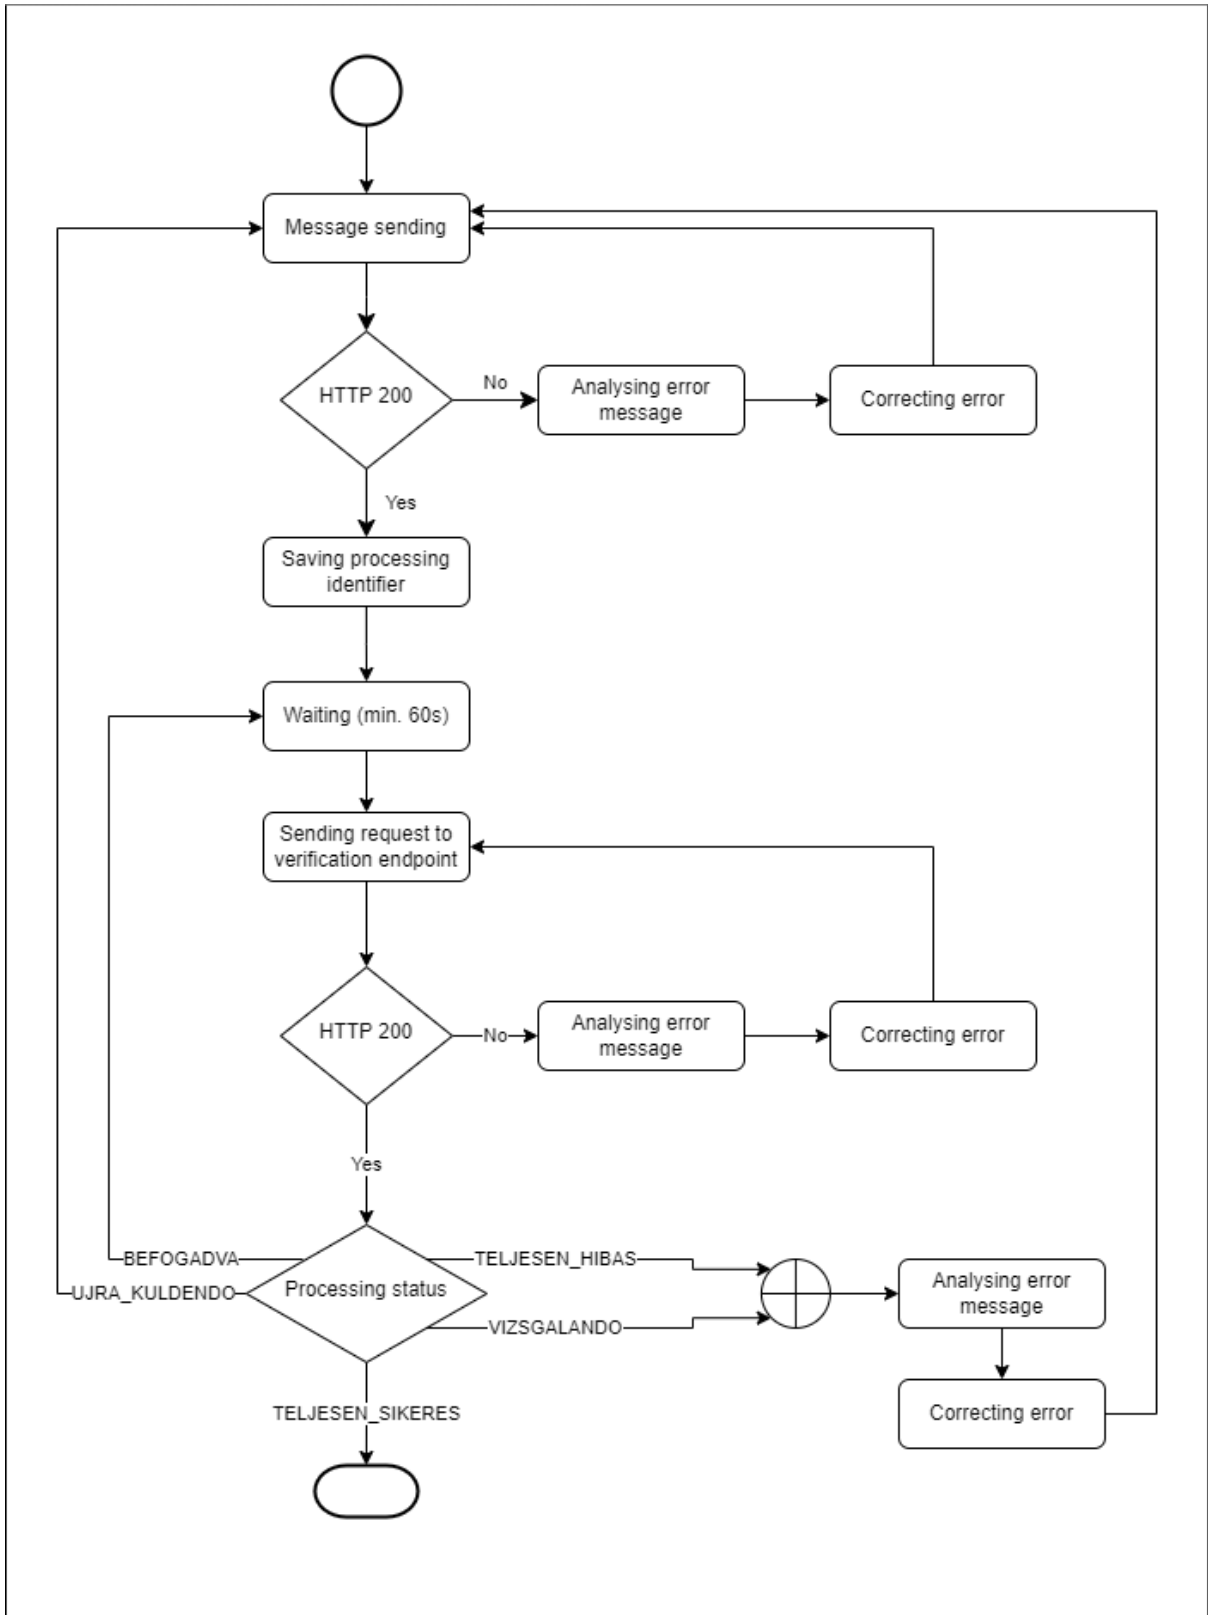 Message sending
HTTP 200
No
Analysing error
message
Correcting error
Yes
Saving processing
identifier
Waiting (min. 60s)
Sending request to
verification endpoint
HTTP 200
No
Analysing error
message
Correcting error
Yes
BEFOGADVA
UJRA_KULDENDO
Processing status
TELJESEN_HIBAS
VIZSGALANDO
Analysing error
message
Correcting error
TELJESEN_SIKERES